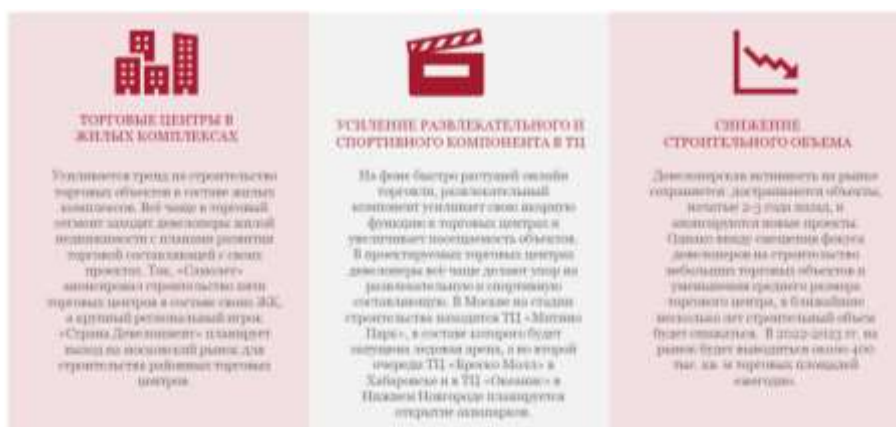 ТОРГОВЫЕ ЦЕНТРЫ В
ЖИЛЫХ КОМПЛЕКСАХ
Усиливается тренд на строительство
торговых объектов в составе жилых
комплексов. Всё чаще в торговый
сегмент заходят девелоперы жилой
недвижимости с планами развития
торговой составляющей с своих
проектах. Так, «Самолет»
анонсировал строительство пяти
торговых центров в составе своих ЖК,
а крупный региональный игрок
«Страна Девелопмент» планирует
выход на московский рынок для
строительства районных торговых
центров.
УСИЛЕНИЕ РАЗВЛЕКАТЕЛЬНОГО И
СПОРТИВНОГО КОМПОНЕНТА В ТЦ
На фоне быстро растущей онлайн
торговли, развлекательный
компонент усиливает свою якорную
функцию в торговых центрах и
увеличивает посещаемость объектов.
В проектируемых торговых центрах
девелоперы всё чаще делают упор на
развлекательную и спортивную
составляющую. В Москве на стадии
строительства находится ТЦ «Митино
Парк», в составе которого будет
запущена ледовая арена, а во второй
очереди ТЦ «Броско Молл» в
Хабаровске и в ТЦ «Океанис» в
Нижнем Новгороде планируется
открытие аквапарков.
СНИЖЕНИЕ
СТРОИТЕЛЬНОГО ОБЪЕМА
Девелоперская активность на рынке
сохраняется: достраиваются объекты,
начатые 2-3 года назад, и
анонсируются новые проекты.
Однако ввиду смещения фокуса
девелоперов на строительство
небольших торговых объектов и
уменьшения среднего размера
торгового центра, в ближайшие
несколько лет строительный объем
будет снижаться. В 2022-2023 гг. на
рынок будет выводиться около 400
тыс. кв. м торговых площадей
ежегодно.